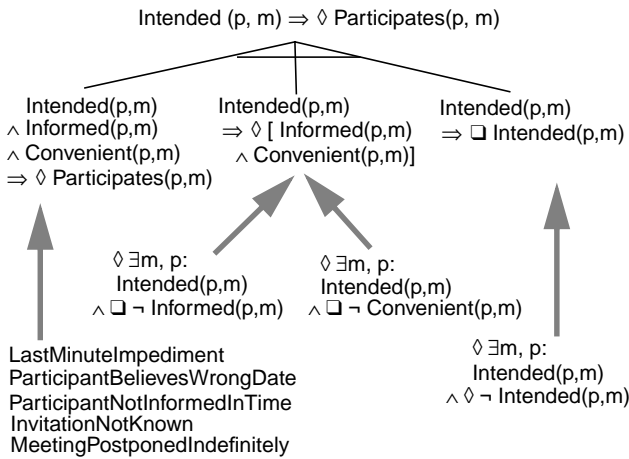 Intended (p, m) ⇒ ◊ Participates(p, m)
Intended(p,m)
∧ Informed(p,m)
∧ Convenient(p,m)
⇒ ◊ Participates(p,m)
Intended(p,m)
⇒ ◊ [ Informed(p,m)
∧ Convenient(p,m)]
Intended(p,m)
⇒ ❑ Intended(p,m)
◊ ∃m, p:
Intended(p,m)
∧ ❑ ¬ Informed(p,m)
◊ ∃m, p:
Intended(p,m)
∧ ❑ ¬ Convenient(p,m)
◊ ∃m, p:
Intended(p,m)
∧ ◊ ¬ Intended(p,m)
LastMinuteImpediment
ParticipantBelievesWrongDate
ParticipantNotInformedInTime
InvitationNotKnown
MeetingPostponedIndefinitely